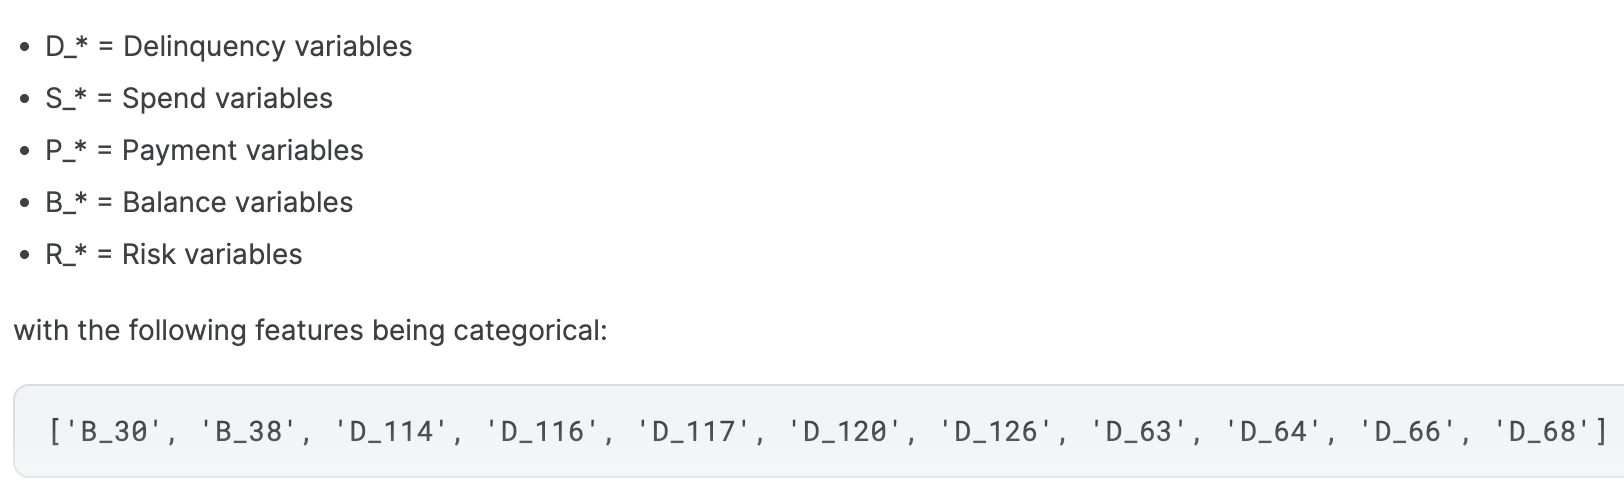 • D_* = Delinquency variables
• S_* = Spend variables
• P_* = Payment variables
• B_* = Balance variables
• R_* = Risk variables
with the following features being categorical:
['B_30', 'B_38', 'D_114', 'D_116', 'D_117', 'D_120', 'D_126', 'D_63', 'D_64', 'D_66', 'D_68']